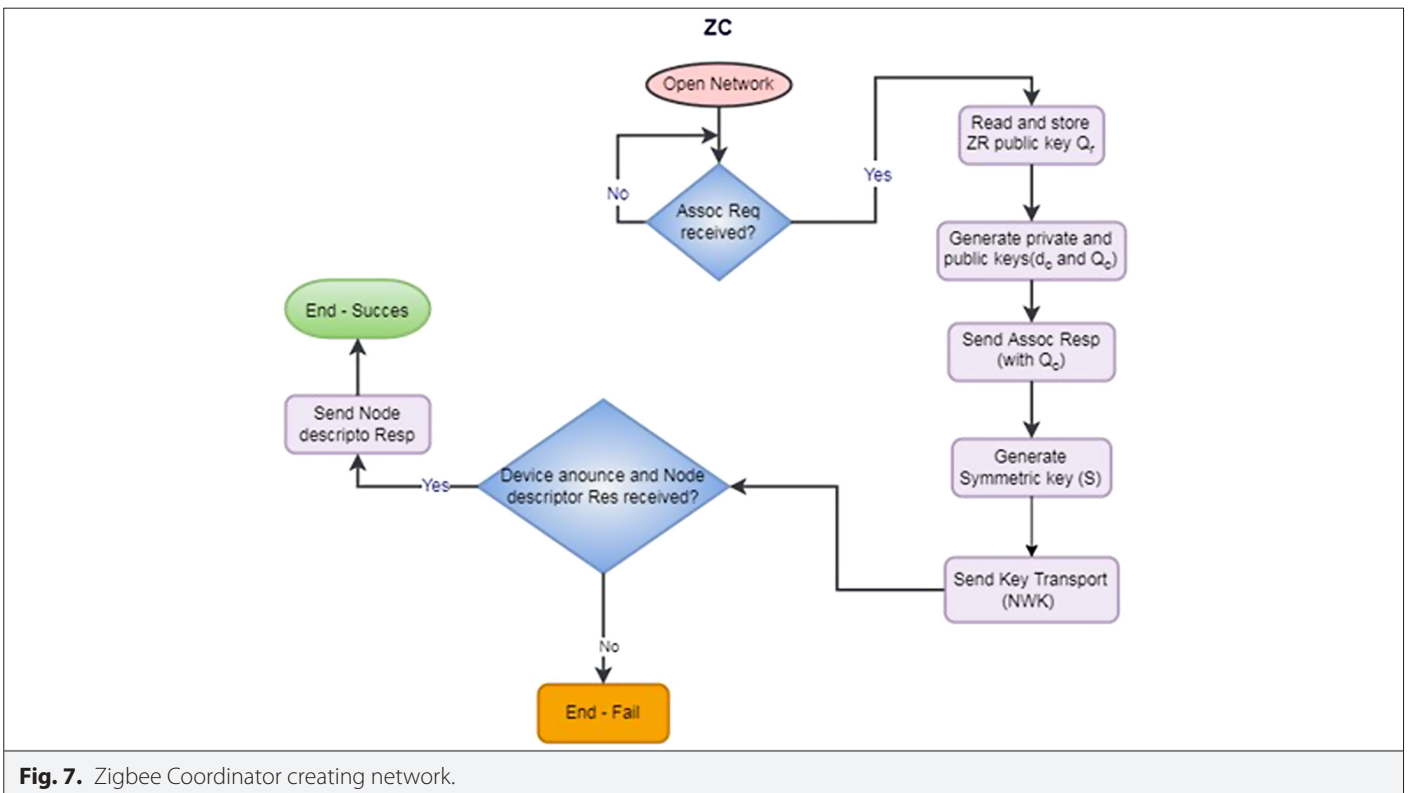 ZC
Open Network
Assoc Req
received?
No
Yes
Read and store
ZR public key Qr
Generate private and
public keys(dc and Qc)
Send Assoc Resp
(with Qc)
Generate
Symmetric key (S)
Send Key Transport
(NWK)
Device anounce and Node
descriptor Res received?
Yes
Send Node
descripto Resp
End - Succes
No
End - Fail
Fig. 7. Zigbee Coordinator creating network.